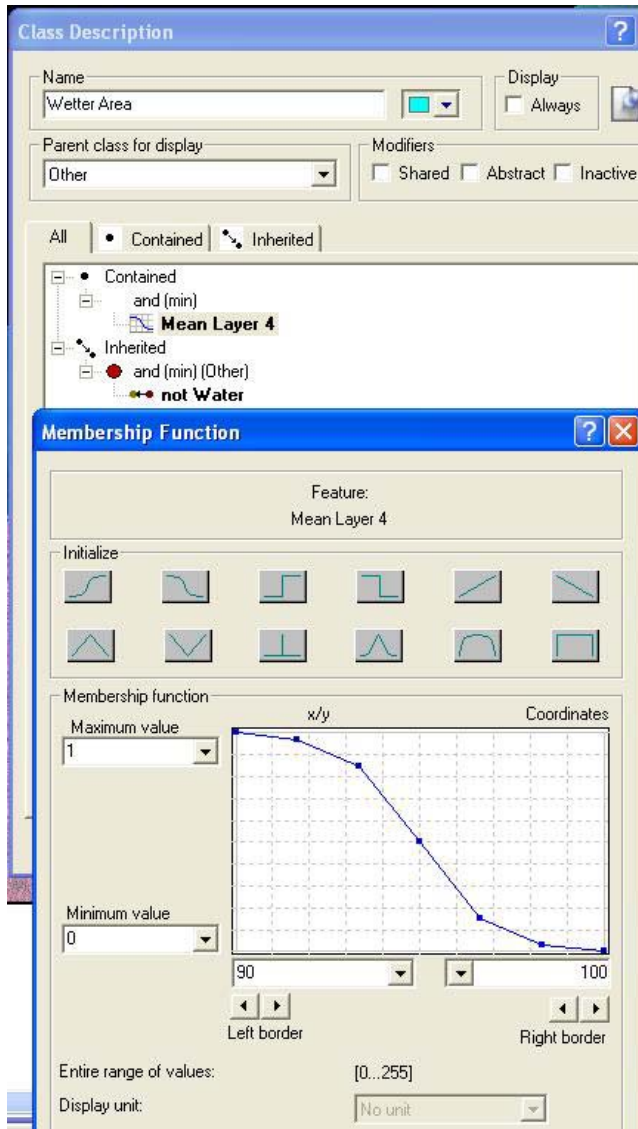 Class Description
Name
Wetter Area
Display
Always
Parent class for display
Other
Modifiers
Shared Abstract Inactive
All Contained Inherited
Contained
and (min)
Mean Layer 4
Inherited
and (min) (Other)
not Water
Membership Function
Feature:
Mean Layer 4
Initialize
Membership function
x/y
Coordinates
Maximum value
1
Minimum value
0
90
100
Left border
Right border
Entire range of values: [0...255]
Display unit: No unit